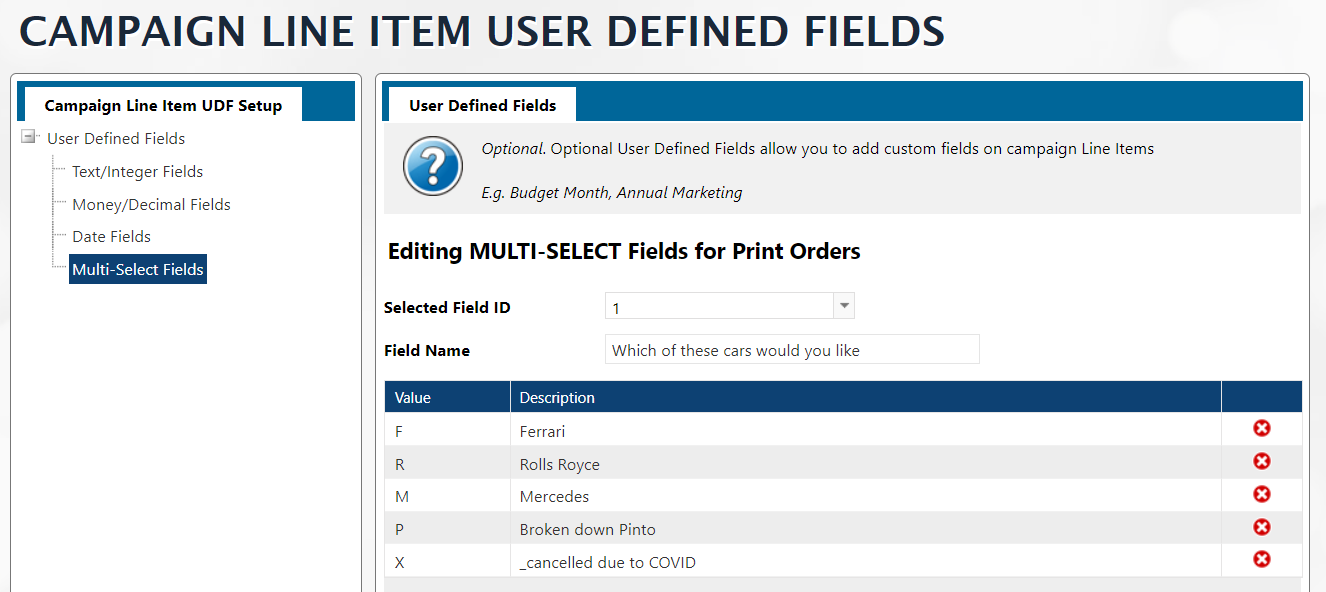 CAMPAIGN LINE ITEM USER DEFINED FIELDS
Campaign Line Item UDF Setup
User Defined Fields
Text/Integer Fields
Money/Decimal Fields
Date Fields
Multi-Select Fields
User Defined Fields
?
Optional. Optional User Defined Fields allow you to add custom fields on campaign Line Items
E.g. Budget Month, Annual Marketing
Editing MULTI-SELECT Fields for Print Orders
Selected Field ID 1
Field Name Which of these cars would you like
Value Description
F Ferrari
R Rolls Royce
M Mercedes
P Broken down Pinto
X _cancelled due to COVID